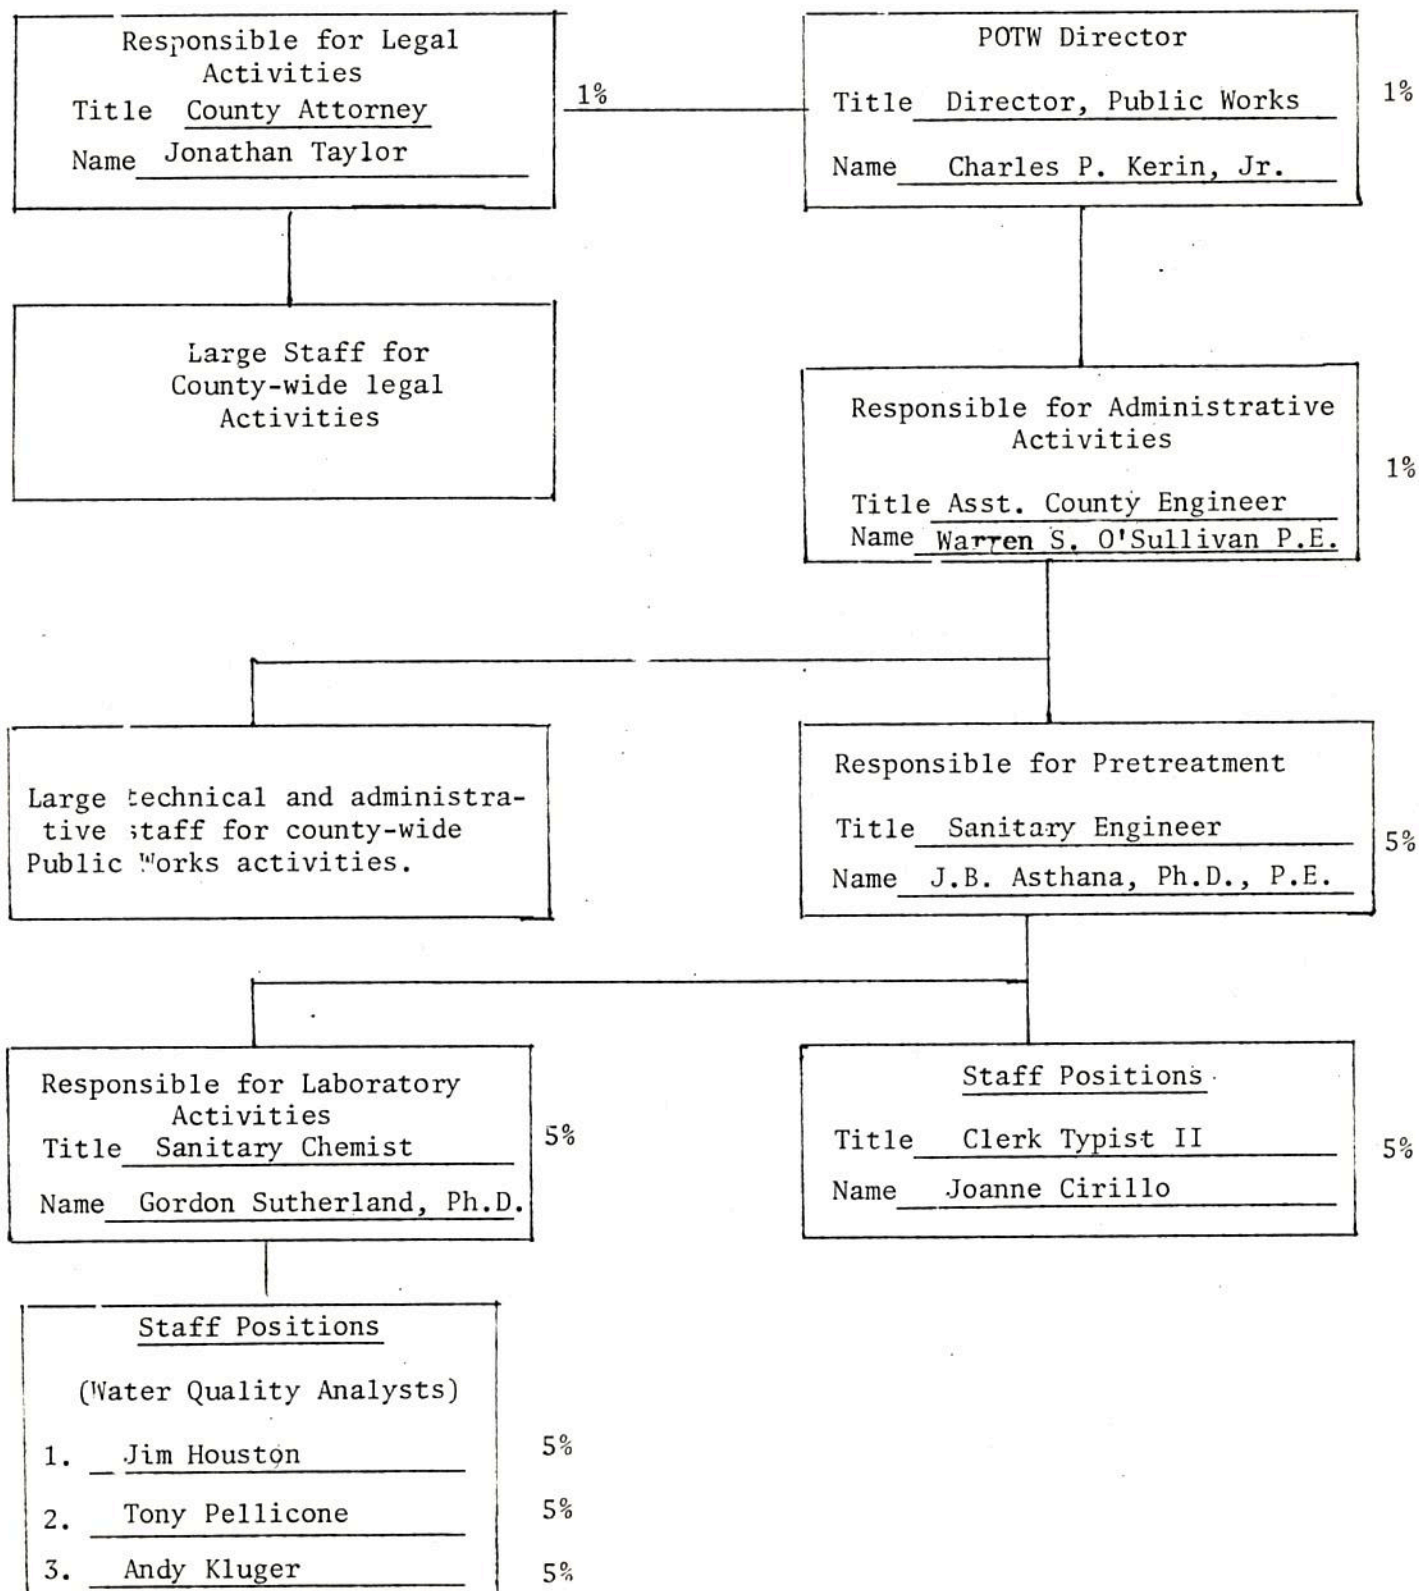 Responsible for Legal
Activities
Title County Attorney
Name Jonathan Taylor
1%
POTW Director
Title Director, Public Works
Name Charles P. Kerin, Jr.
1%
Large Staff for
County-wide legal
Activities
Responsible for Administrative
Activities
Title Asst. County Engineer
Name Warren S. O'Sullivan P.E.
1%
Large technical and administra-
tive staff for county-wide
Public Works activities.
Responsible for Pretreatment
Title Sanitary Engineer
Name J.B. Asthana, Ph.D., P.E.
5%
Responsible for Laboratory
Activities
Title Sanitary Chemist
Name Gordon Sutherland, Ph.D.
5%
Staff Positions
Title Clerk Typist II
Name Joanne Cirillo
5%
Staff Positions
(Water Quality Analysts)
1. Jim Houston 5%
2. Tony Pellicone 5%
3. Andy Kluger 5%